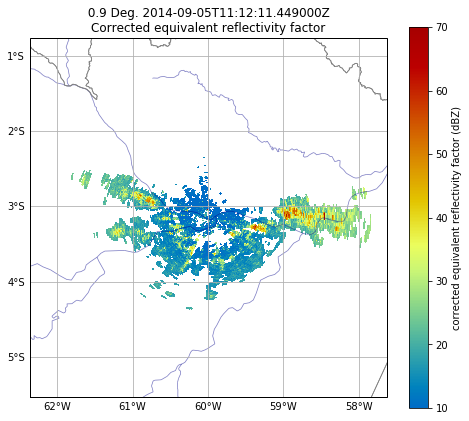 0.9 Deg. 2014-09-05T11:12:11.449000Z
Corrected equivalent reflectivity factor
1°S
2°S
3°S
4°S
5°S
62°W 61°W 60°W 59°W 58°W
70
60
50
40
30
20
10
corrected equivalent reflectivity factor (dBZ)